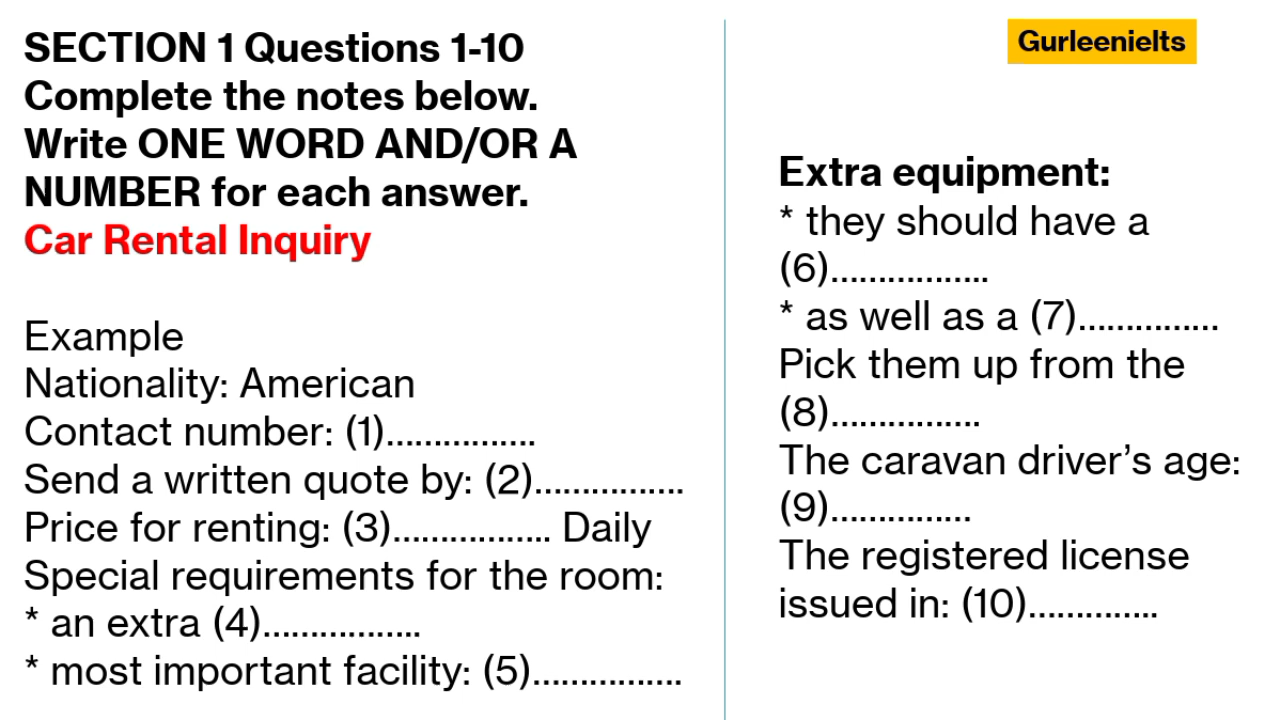 SECTION 1 Questions 1-10
Complete the notes below.
Write ONE WORD AND/OR A
NUMBER for each answer.
Car Rental Inquiry
Example
Nationality: American
Contact number: (1)................
Send a written quote by: (2)................
Price for renting: (3)................. Daily
Special requirements for the room:
* an extra (4).................
* most important facility: (5)................
Gurleenielts
Extra equipment:
* they should have a
(6).................
* as well as a (7)...............
Pick them up from the
(8)................
The caravan driver’s age:
(9)...............
The registered license
issued in: (10)..............